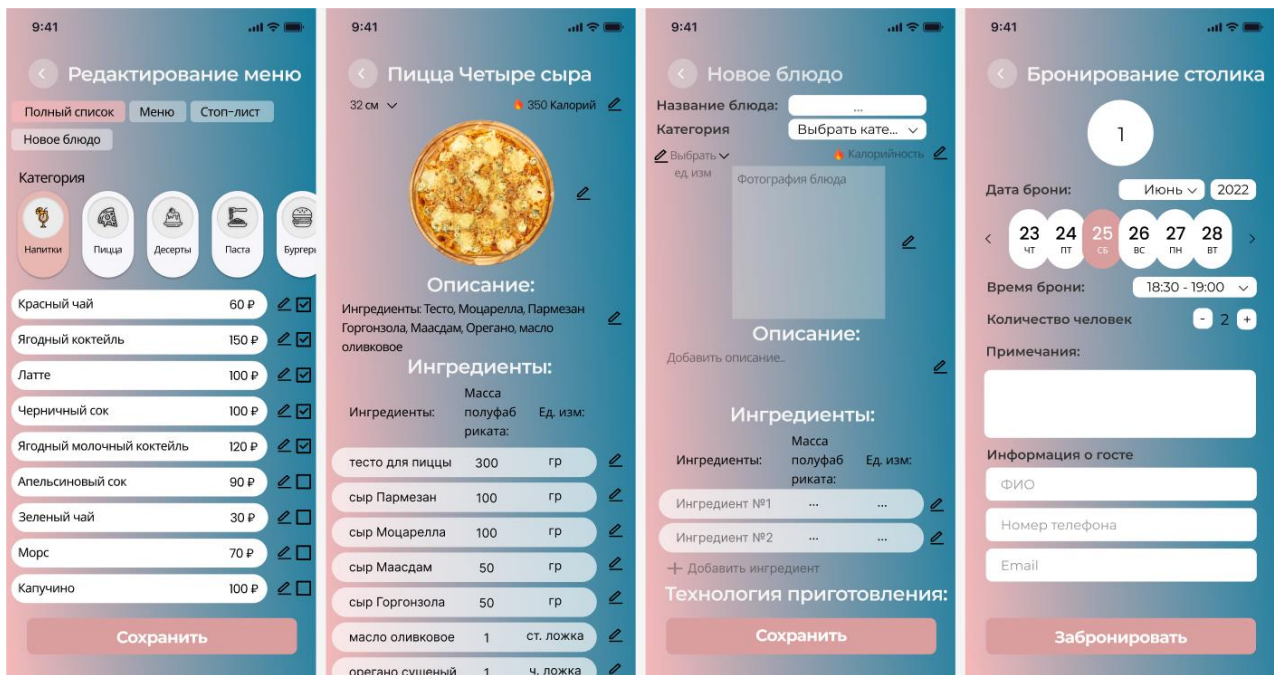 9:41
Редактирование меню
Полный список Меню Стоп-лист
Новое блюдо
Категория
Напитки Пицца Десерты Паста Бургеры
Красный чай 60 ₽
Ягодный коктейль 150 ₽
Латте 100 ₽
Черничный сок 100 ₽
Ягодный молочный коктейль 120 ₽
Апельсиновый сок 90 ₽
Зеленый чай 30 ₽
Морс 70 ₽
Капучино 100 ₽
Сохранить
9:41
Пицца Четыре сыра
32 см 350 Калорий
Описание:
Ингредиенты: Тесто, Моцарелла, Пармезан
Горгонзола, Маасдам, Орегано, масло
оливковое
Ингредиенты:
Ингредиенты: Масса полуфаб риката: Ед. изм:
тесто для пиццы 300 гр
сыр Пармезан 100 гр
сыр Моцарелла 100 гр
сыр Маасдам 50 гр
сыр Горгонзола 50 гр
масло оливковое 1 ст. ложка
орегано сушеный 1 ч. ложка
9:41
Новое блюдо
Название блюда: ...
Категория Выбрать кате...
Выбрать Калорийность
ед. изм
Фотография блюда
Описание:
Добавить описание..
Ингредиенты:
Ингредиенты: Масса полуфаб риката: Ед. изм:
Ингредиент №1 ... ...
Ингредиент №2 ... ...
+ Добавить ингредиент
Технология приготовления:
Сохранить
9:41
Бронирование столика
1
Дата брони: Июнь 2022
23 24 25 26 27 28
ЧТ ПТ СБ ВС ПН ВТ
Время брони: 18:30 - 19:00
Количество человек - 2 +
Примечания:
Информация о госте
ФИО
Номер телефона
Email
Забронировать